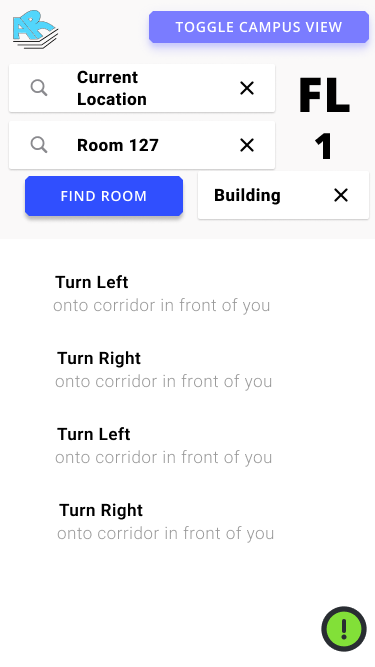 ABC
TOGGLE CAMPUS VIEW
Current
Location
FL
1
Room 127
FIND ROOM
Building
Turn Left
onto corridor in front of you
Turn Right
onto corridor in front of you
Turn Left
onto corridor in front of you
Turn Right
onto corridor in front of you
!